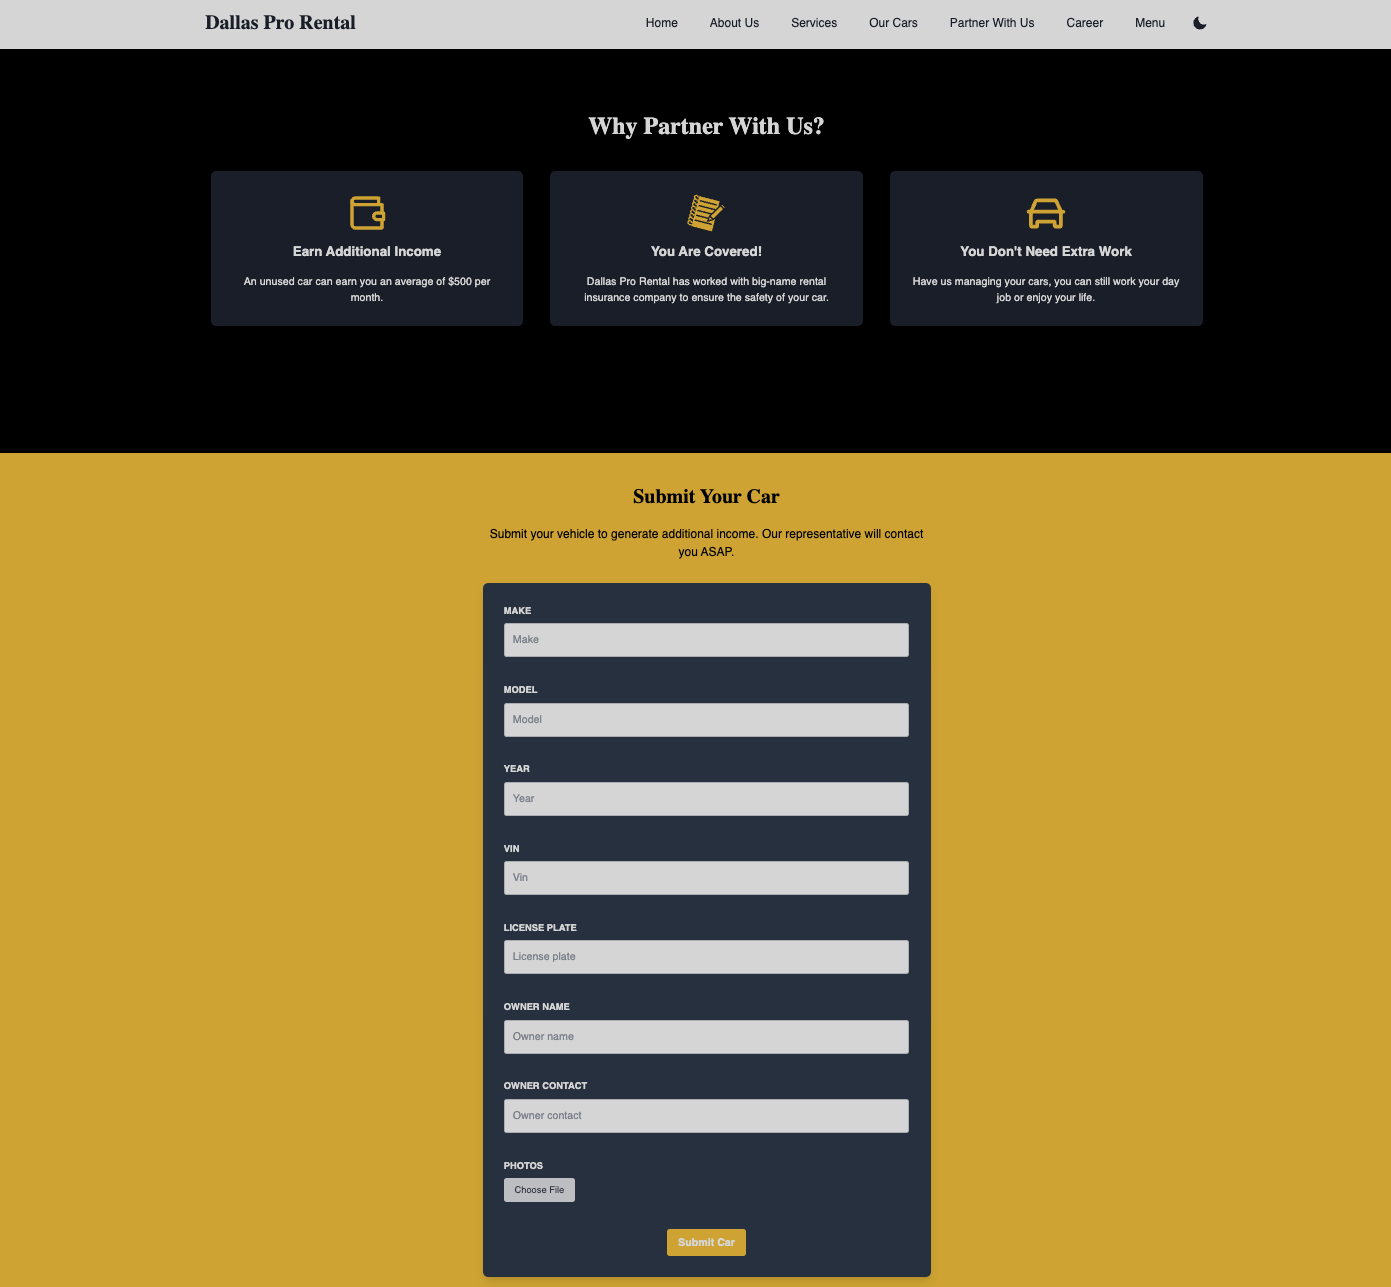 Dallas Pro Rental
Home
About Us
Services
Our Cars
Partner With Us
Career
Menu
Why Partner With Us?
Earn Additional Income
An unused car can earn you an average of $500 per
month.
You Are Covered!
Dallas Pro Rental has worked with big-name rental
insurance company to ensure the safety of your car.
You Don't Need Extra Work
Have us managing your cars, you can still work your day
job or enjoy your life.
Submit Your Car
Submit your vehicle to generate additional income. Our representative will contact
you ASAP.
MAKE
Make
MODEL
Model
YEAR
Year
VIN
Vin
LICENSE PLATE
License plate
OWNER NAME
Owner name
OWNER CONTACT
Owner contact
PHOTOS
Choose File
Submit Car